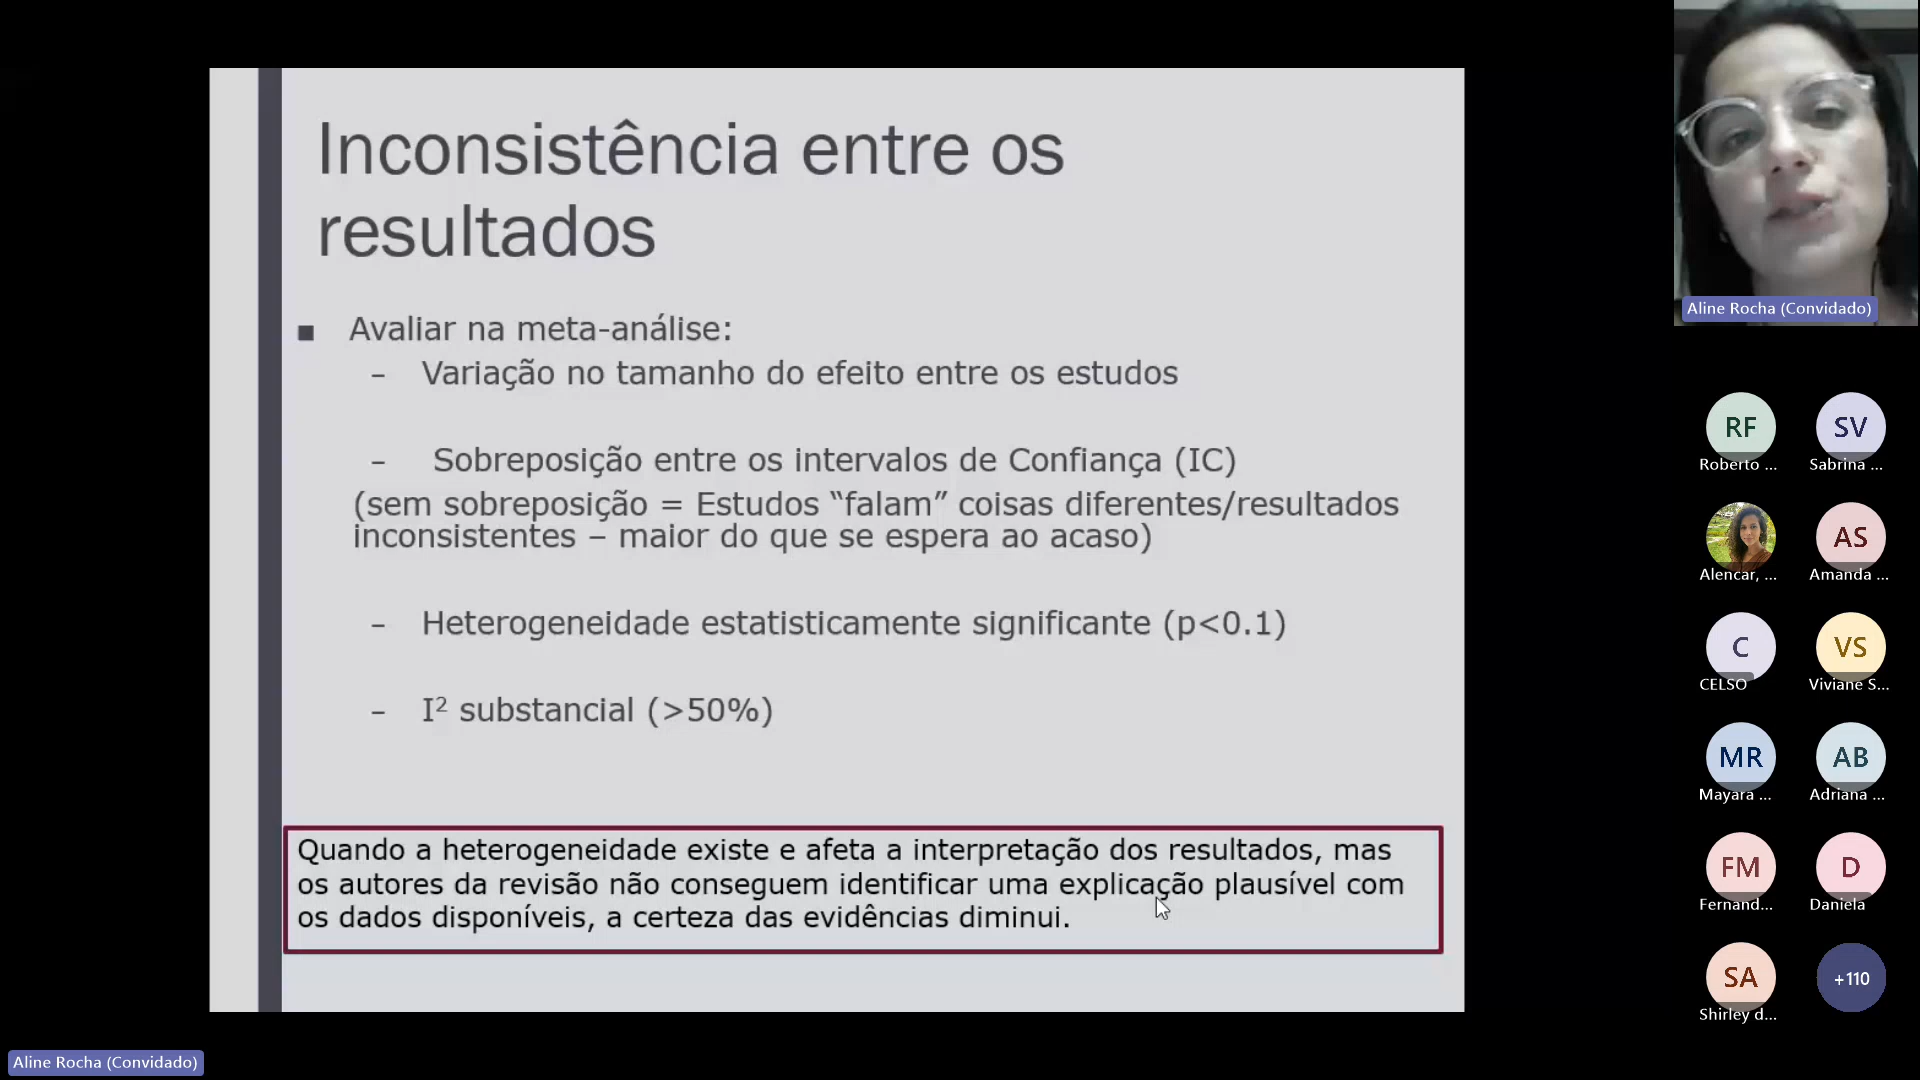 Inconsistência entre os
resultados
■ Avaliar na meta-análise:
– Variação no tamanho do efeito entre os estudos
– Sobreposição entre os intervalos de Confiança (IC)
(sem sobreposição = Estudos “falam” coisas diferentes/resultados
inconsistentes – maior do que se espera ao acaso)
– Heterogeneidade estatisticamente significante (p<0.1)
– I² substancial (>50%)
Quando a heterogeneidade existe e afeta a interpretação dos resultados, mas
os autores da revisão não conseguem identificar uma explicação plausível com
os dados disponíveis, a certeza das evidências diminui.
Aline Rocha (Convidado)
RF
Roberto ...
SV
Sabrina ...
Alencar, ...
AS
Amanda ...
C
CELSO
VS
Viviane S...
MR
Mayara ...
AB
Adriana ...
FM
Fernand...
D
Daniela
SA
Shirley d...
+110
Aline Rocha (Convidado)